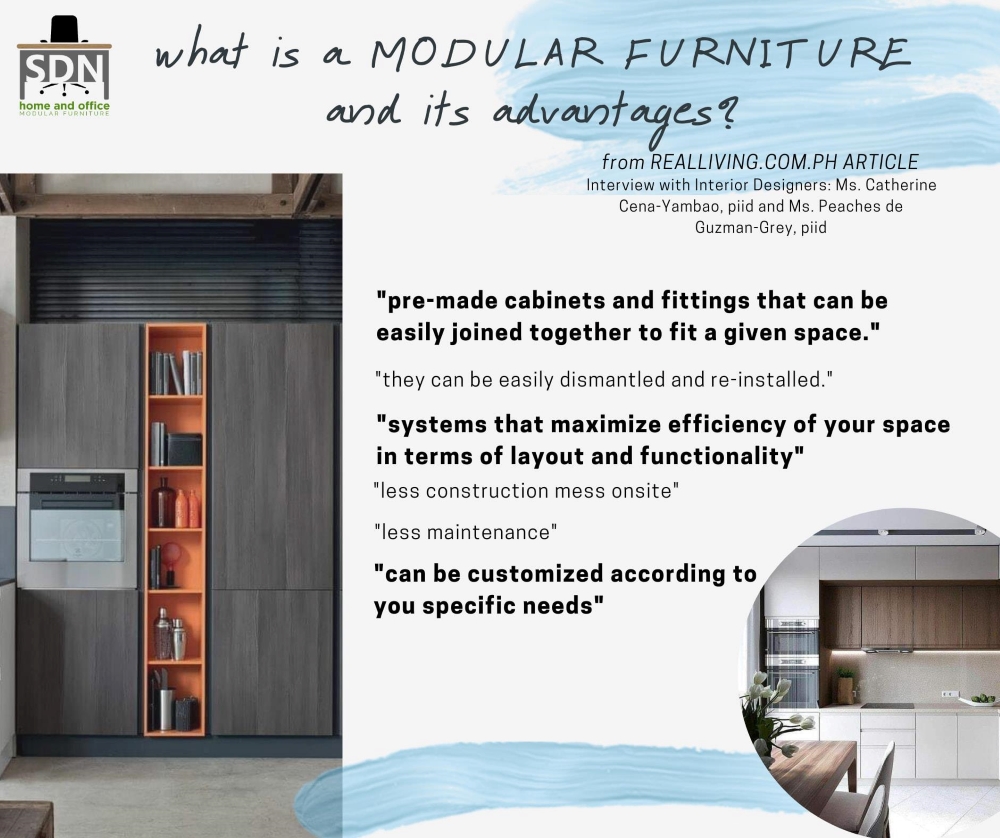 SDN
home and office
MODULAR FURNITURE
what is a MODULAR FURNITURE
and its advantages?
from REALLIVING.COM.PH ARTICLE
Interview with Interior Designers: Ms. Catherine
Cena-Yambao, piid and Ms. Peaches de
Guzman-Grey, piid
"pre-made cabinets and fittings that can be
easily joined together to fit a given space."
"they can be easily dismantled and re-installed."
"systems that maximize efficiency of your space
in terms of layout and functionality"
"less construction mess onsite"
"less maintenance"
"can be customized according to
you specific needs"